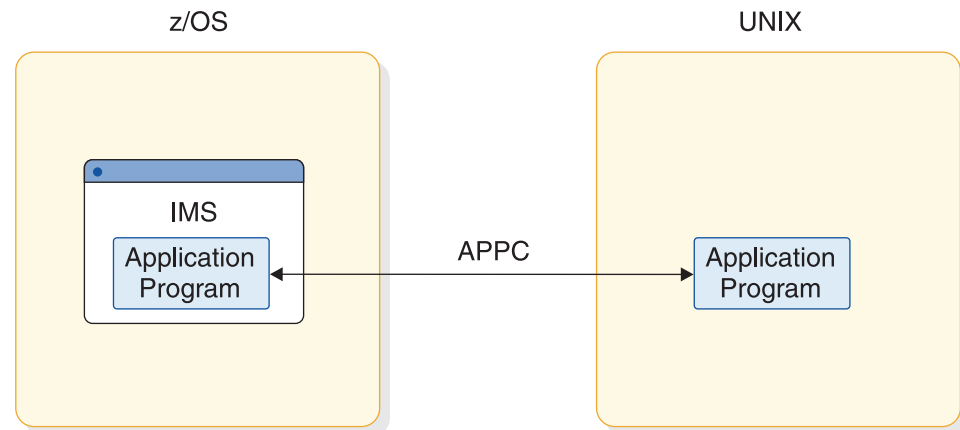 z/OS
UNIX
IMS
Application
Program
APPC
Application
Program